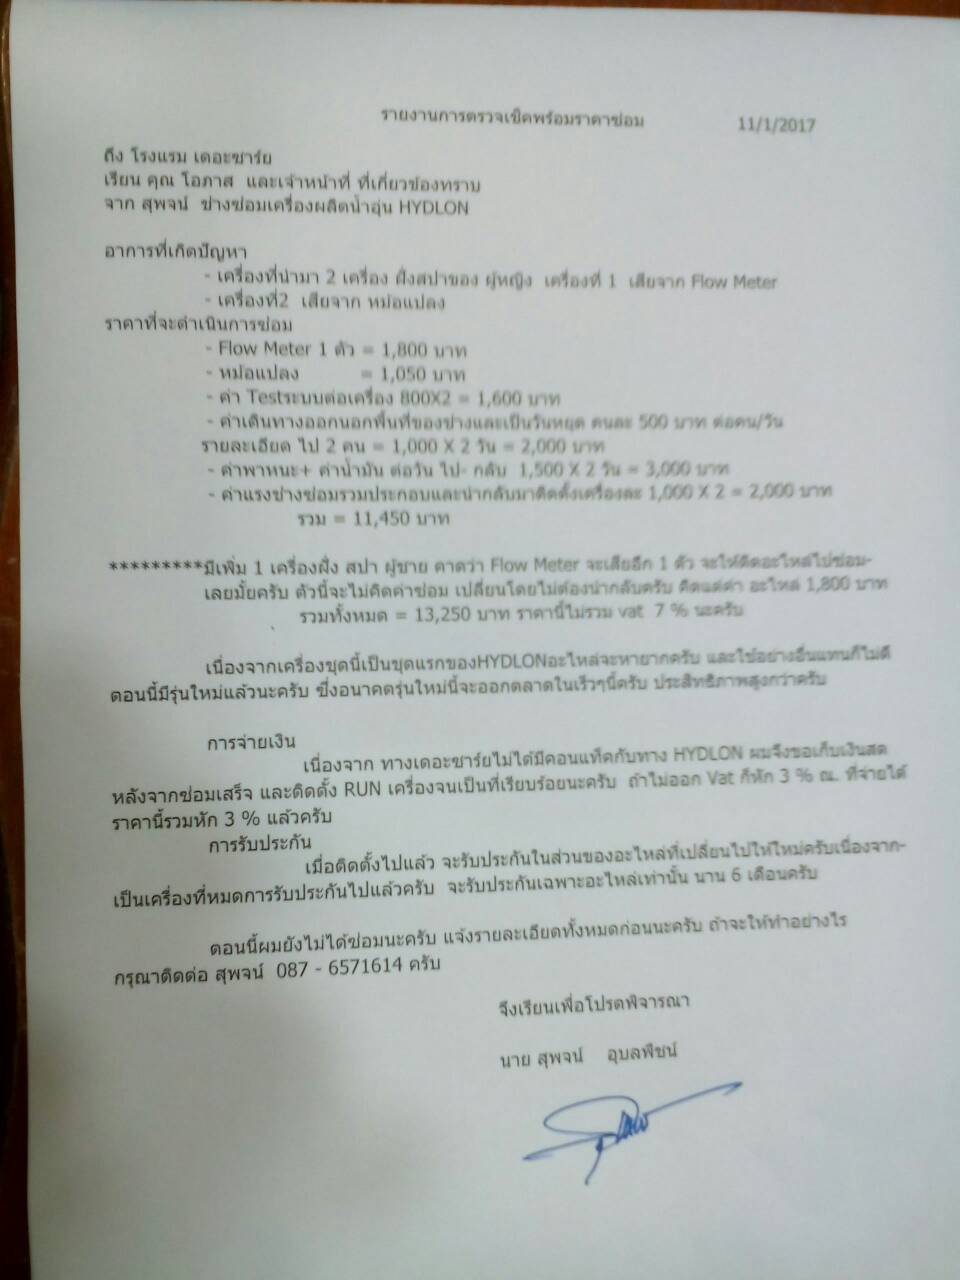 รายงานการตรวจเช็คพร้อมราคาซ่อม 11/1/2017
ถึง โรงแรม เดอะซาร์ย
เรียน คุณ โอภาส และเจ้าหน้าที่ ที่เกี่ยวข้องทราบ
จาก สุพจน์ ช่างซ่อมเครื่องผลิตน้ำอุ่น HYDLON
อาการที่เกิดปัญหา
- เครื่องที่นำมา 2 เครื่อง ฝั่งสปาของ ผู้หญิง เครื่องที่ 1 เสียจาก Flow Meter
- เครื่องที่2 เสียจาก หม้อแปลง
ราคาที่จะดำเนินการซ่อม
- Flow Meter 1 ตัว = 1,800 บาท
- หม้อแปลง = 1,050 บาท
- ค่า Testระบบต่อเครื่อง 800X2 = 1,600 บาท
- ค่าเดินทางออกนอกพื้นที่ของช่างและเป็นวันหยุด คนละ 500 บาท ต่อคน/วัน
รายละเอียด ไป 2 คน = 1,000 X 2 วัน = 2,000 บาท
- ค่าพาหนะ+ ค่าน้ำมัน ต่อวัน ไป- กลับ 1,500 X 2 วัน = 3,000 บาท
- ค่าแรงช่างซ่อมรวมประกอบและนำกลับมาติดตั้งเครื่องละ 1,000 X 2 = 2,000 บาท
รวม = 11,450 บาท
*********มีเพิ่ม 1 เครื่องฝั่ง สปา ผู้ชาย คาดว่า Flow Meter จะเสียอีก 1 ตัว จะให้ติดอะไหล่ไปซ่อม-
เลยมั้ยครับ ตัวนี้จะไม่คิดค่าซ่อม เปลี่ยนโดยไม่ต้องนำกลับครับ คิดแต่ค่า อะไหล่ 1,800 บาท
รวมทั้งหมด = 13,250 บาท ราคานี้ไม่รวม vat 7 % นะครับ
เนื่องจากเครื่องชุดนี้เป็นชุดแรกของHYDLONอะไหล่จะหายากครับ และใช้อย่างอื่นแทนก็ไม่ดี
ตอนนี้มีรุ่นใหม่แล้วนะครับ ซึ่งอนาคตรุ่นใหม่นี้จะออกตลาดในเร็วๆนี้ครับ ประสิทธิภาพสูงกว่าครับ
การจ่ายเงิน
เนื่องจาก ทางเดอะซาร์ยไม่ได้มีคอนแท็คกับทาง HYDLON ผมจึงขอเก็บเงินสด
หลังจากซ่อมเสร็จ และติดตั้ง RUN เครื่องจนเป็นที่เรียบร้อยนะครับ ถ้าไม่ออก Vat ก็หัก 3 % ณ. ที่จ่ายได้
ราคานี้รวมหัก 3 % แล้วครับ
การรับประกัน
เมื่อติดตั้งไปแล้ว จะรับประกันในส่วนของอะไหล่ที่เปลี่ยนไปให้ใหม่ครับเนื่องจาก-
เป็นเครื่องที่หมดการรับประกันไปแล้วครับ จะรับประกันเฉพาะอะไหล่เท่านั้น นาน 6 เดือนครับ
ตอนนี้ผมยังไม่ได้ซ่อมนะครับ แจ้งรายละเอียดทั้งหมดก่อนนะครับ ถ้าจะให้ทำอย่างไร
กรุณาติดต่อ สุพจน์ 087 - 6571614 ครับ
จึงเรียนเพื่อโปรดพิจารณา
นาย สุพจน์ อุบลพืชน์